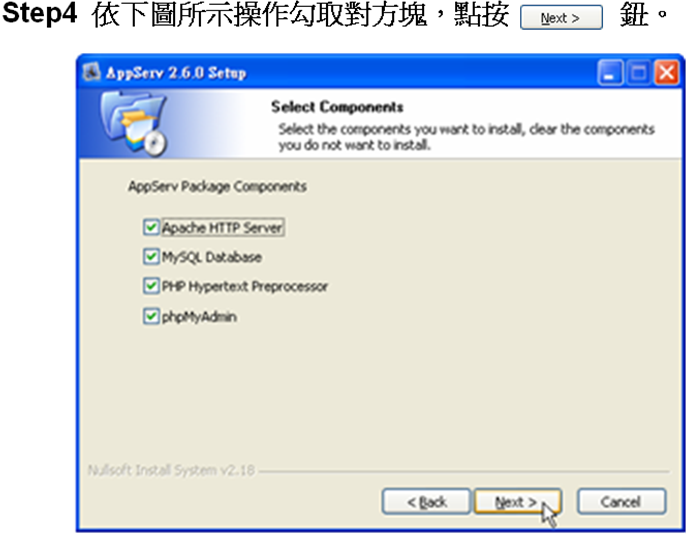 Step4 依下圖所示操作勾取對方塊，點按 Next > 鈕。
AppServ 2.6.0 Setup
Select Components
Select the components you want to install, clear the components
you do not want to install.
AppServ Package Components
Apache HTTP Server
MySQL Database
PHP Hypertext Preprocessor
phpMyAdmin
Nullsoft Install System v2.18
< Back Next > Cancel